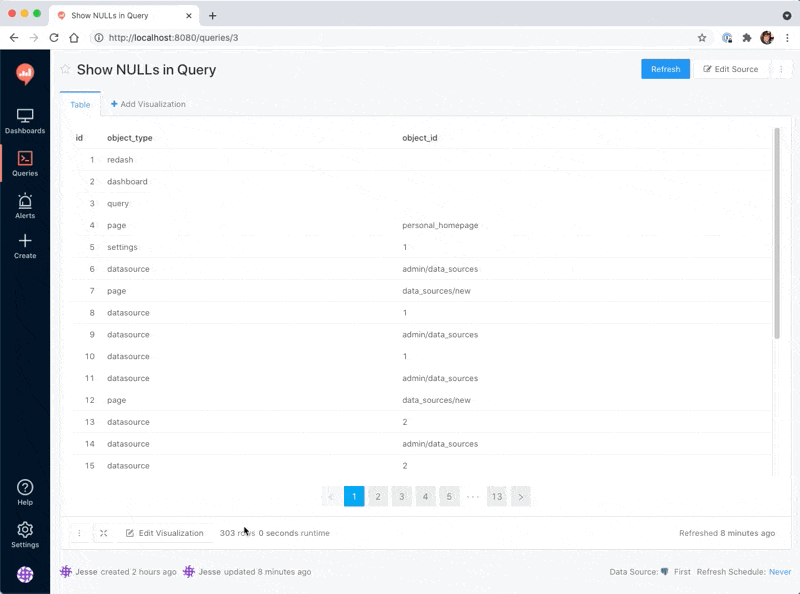 Show NULLs in Query
http://localhost:8080/queries/3
Show NULLs in Query
Refresh
Edit Source
Dashboards
Queries
Alerts
Create
Help
Settings
Table
Add Visualization
id object_type object_id
1 redash
2 dashboard
3 query
4 page personal_homepage
5 settings 1
6 datasource admin/data_sources
7 page data_sources/new
8 datasource 1
9 datasource admin/data_sources
10 datasource 1
11 datasource admin/data_sources
12 page data_sources/new
13 datasource 2
14 datasource admin/data_sources
15 datasource 2
< 1 2 3 4 5 ··· 13 >
Edit Visualization 303 rows 0 seconds runtime Refreshed 8 minutes ago
Jesse created 2 hours ago Jesse updated 8 minutes ago Data Source: First Refresh Schedule: Never